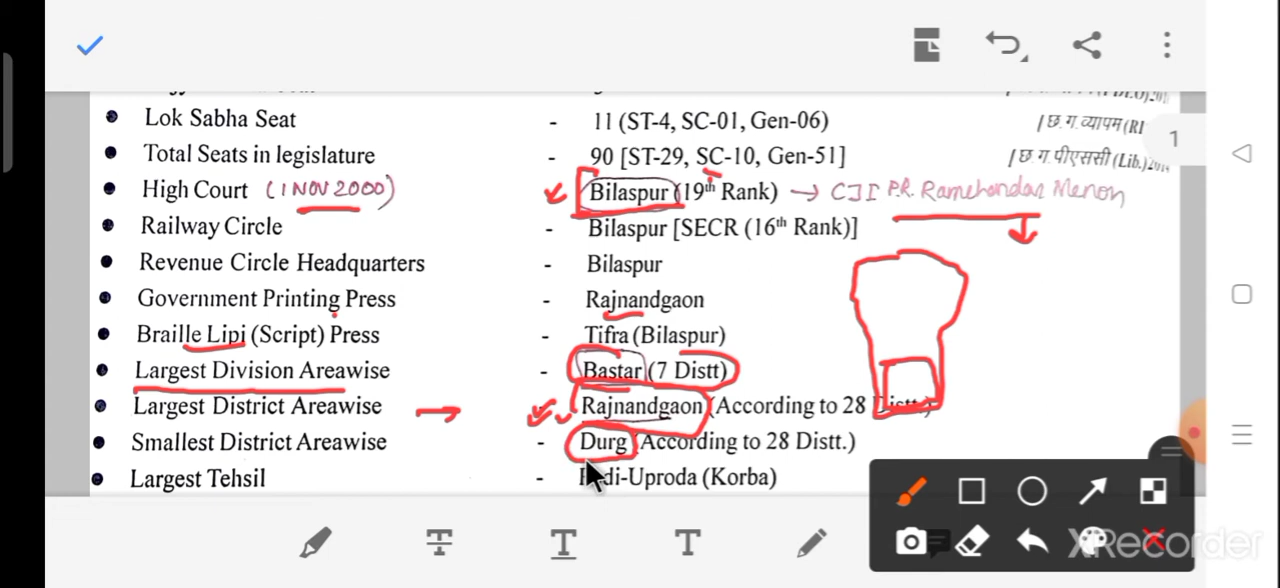 Lok Sabha Seat - 11 (ST-4, SC-01, Gen-06) [छ.ग.व्यापम(RI
1
Total Seats in legislature - 90 [ST-29, SC-10, Gen-51] [छ.ग.पीएससी(Lib.)2014
High Court (1 NOV 2000) Bilaspur (19th Rank) → CJI P.R. Ramchandar Menon
Railway Circle - Bilaspur [SECR (16th Rank)]
Revenue Circle Headquarters - Bilaspur
Government Printing Press - Rajnandgaon
Braille Lipi (Script) Press - Tifra (Bilaspur)
Largest Division Areawise - Bastar (7 Distt)
Largest District Areawise Rajnandgaon (According to 28 Distt.)
Smallest District Areawise - Durg (According to 28 Distt.)
Largest Tehsil - Uproda (Korba)
T T T
XRecorder